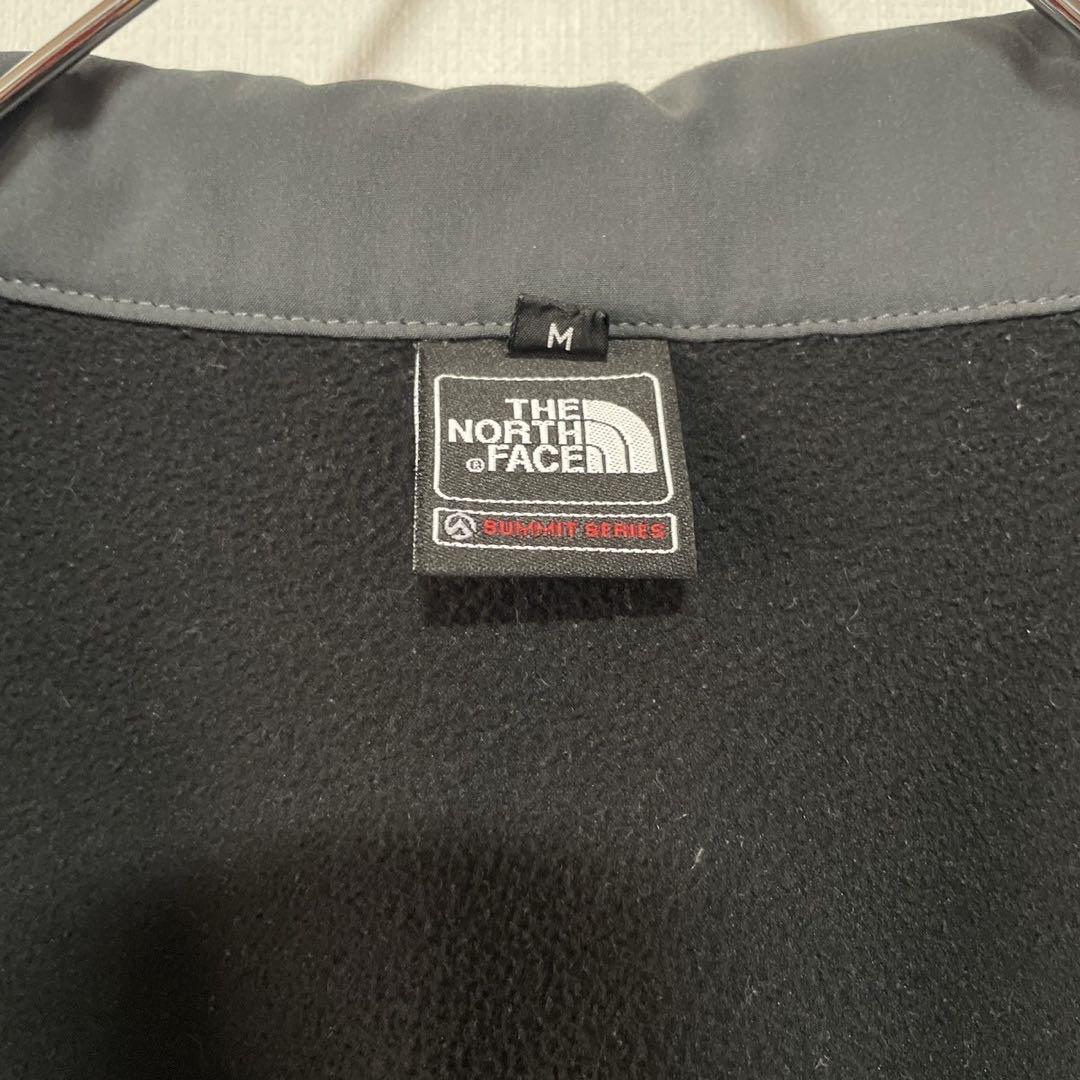 M
THE
NORTH
® FACE
SUMMIT SERIES